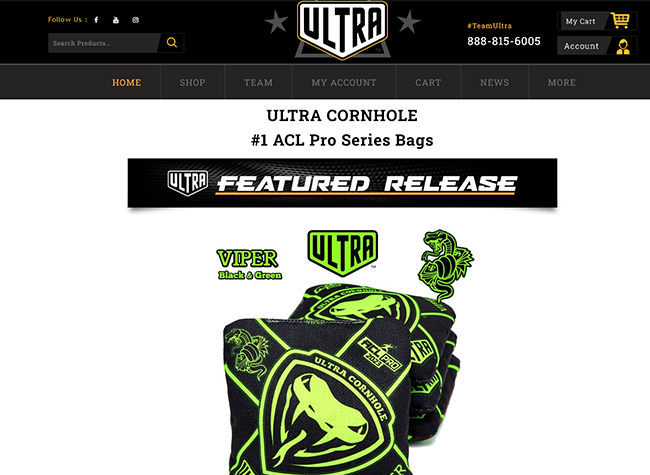 Follow Us :
Search Products...
ULTRA
#TeamUltra
888-815-6005
My Cart
Account
HOME
SHOP
TEAM
MY ACCOUNT
CART
NEWS
MORE
ULTRA CORNHOLE
#1 ACL Pro Series Bags
ULTRA FEATURED RELEASE
VIPER
Black & Green
ULTRA
ULTRA
ACL PRO
ULTRA CORNHOLE